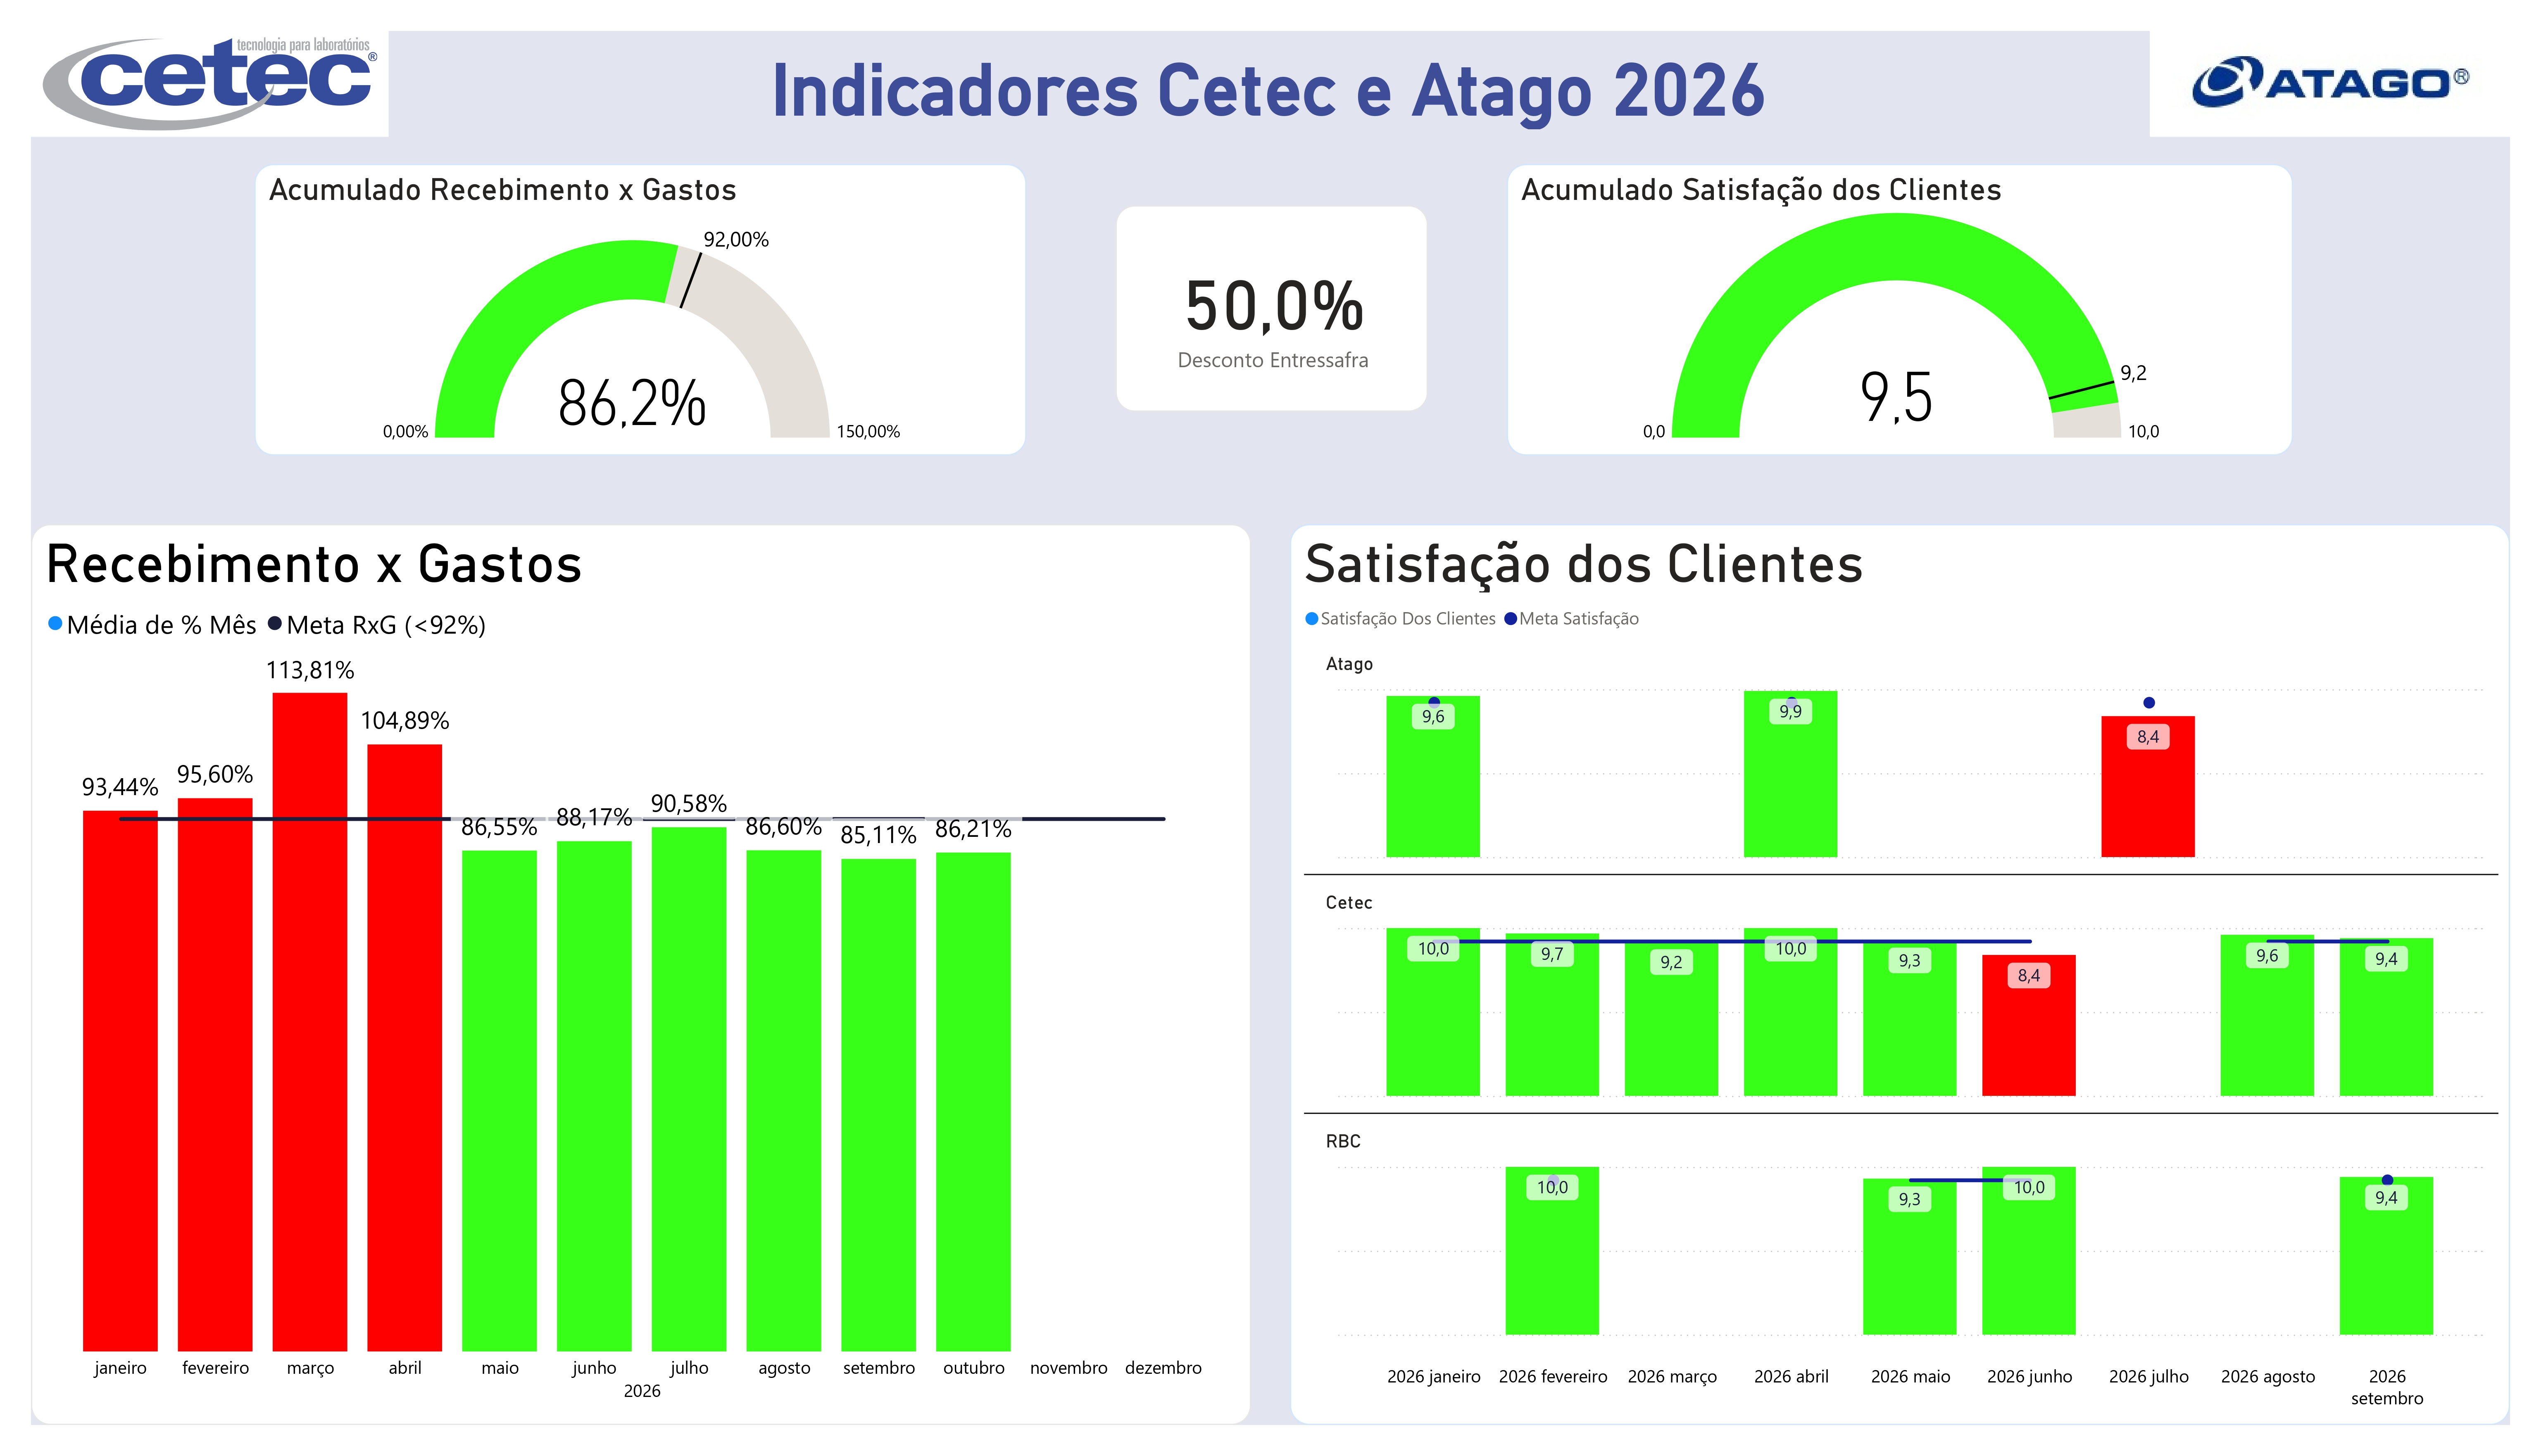 tecnologia para laboratórios
cetec®
Indicadores Cetec e Atago 2026
ATAGO®
Acumulado Recebimento x Gastos
92,00%
86,2%
0,00%
150,00%
50,0%
Desconto Entressafra
Acumulado Satisfação dos Clientes
9,2
9,5
0,0
10,0
Recebimento x Gastos
Média de % Mês Meta RxG (<92%)
113,81%
104,89%
93,44%
95,60%
86,55%
88,17%
90,58%
86,60%
85,11%
86,21%
janeiro fevereiro março abril maio junho julho agosto setembro outubro novembro dezembro
2026
Satisfação dos Clientes
Satisfação Dos Clientes Meta Satisfação
Atago
9,6 9,9 8,4
Cetec
10,0 9,7 9,2 10,0 9,3 8,4 9,6 9,4
RBC
10,0 9,3 10,0 9,4
2026 janeiro 2026 fevereiro 2026 março 2026 abril 2026 maio 2026 junho 2026 julho 2026 agosto 2026
setembro